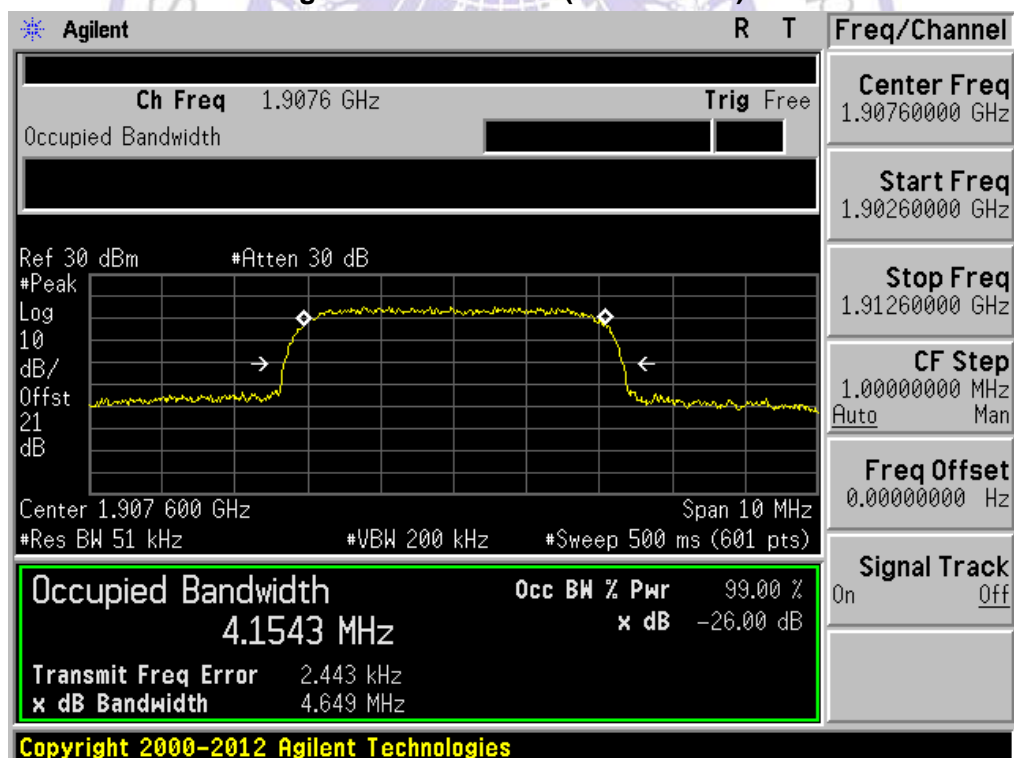 Agilent R T Freq/Channel
Ch Freq 1.9076 GHz Trig Free
Occupied Bandwidth
Center Freq
1.90760000 GHz
Start Freq
1.90260000 GHz
Stop Freq
1.91260000 GHz
CF Step
1.00000000 MHz
Auto Man
Freq Offset
0.00000000 Hz
Signal Track
On Off
Ref 30 dBm #Atten 30 dB
#Peak
Log
10
dB/
Offst
21
dB
Center 1.907 600 GHz Span 10 MHz
#Res BW 51 kHz #VBW 200 kHz #Sweep 500 ms (601 pts)
Occupied Bandwidth Occ BW % Pwr 99.00 %
4.1543 MHz x dB -26.00 dB
Transmit Freq Error 2.443 kHz
x dB Bandwidth 4.649 MHz
Copyright 2000-2012 Agilent Technologies